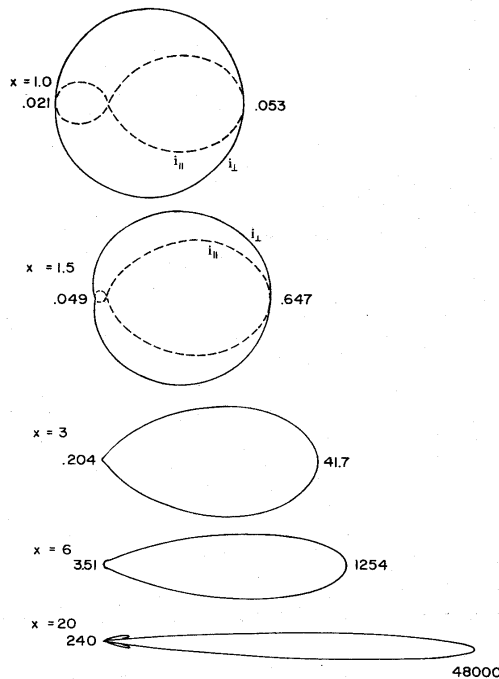 x = 1.0
.021
.053
i∥
i⊥
i⊥
i∥
x = 1.5
.049
.647
x = 3
.204
41.7
x = 6
3.51
1254
x = 20
240
48000